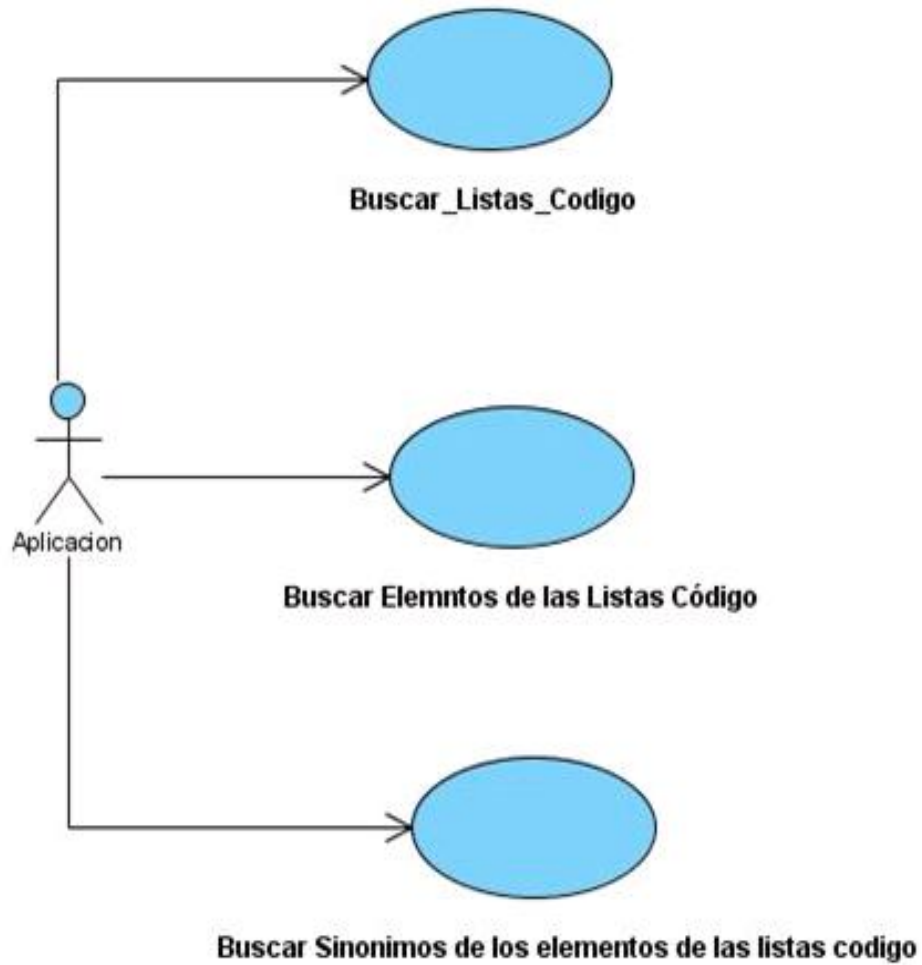 Buscar_Listas_Codigo
Aplicacion
Buscar Elemntos de las Listas Código
Buscar Sinonimos de los elementos de las listas codigo